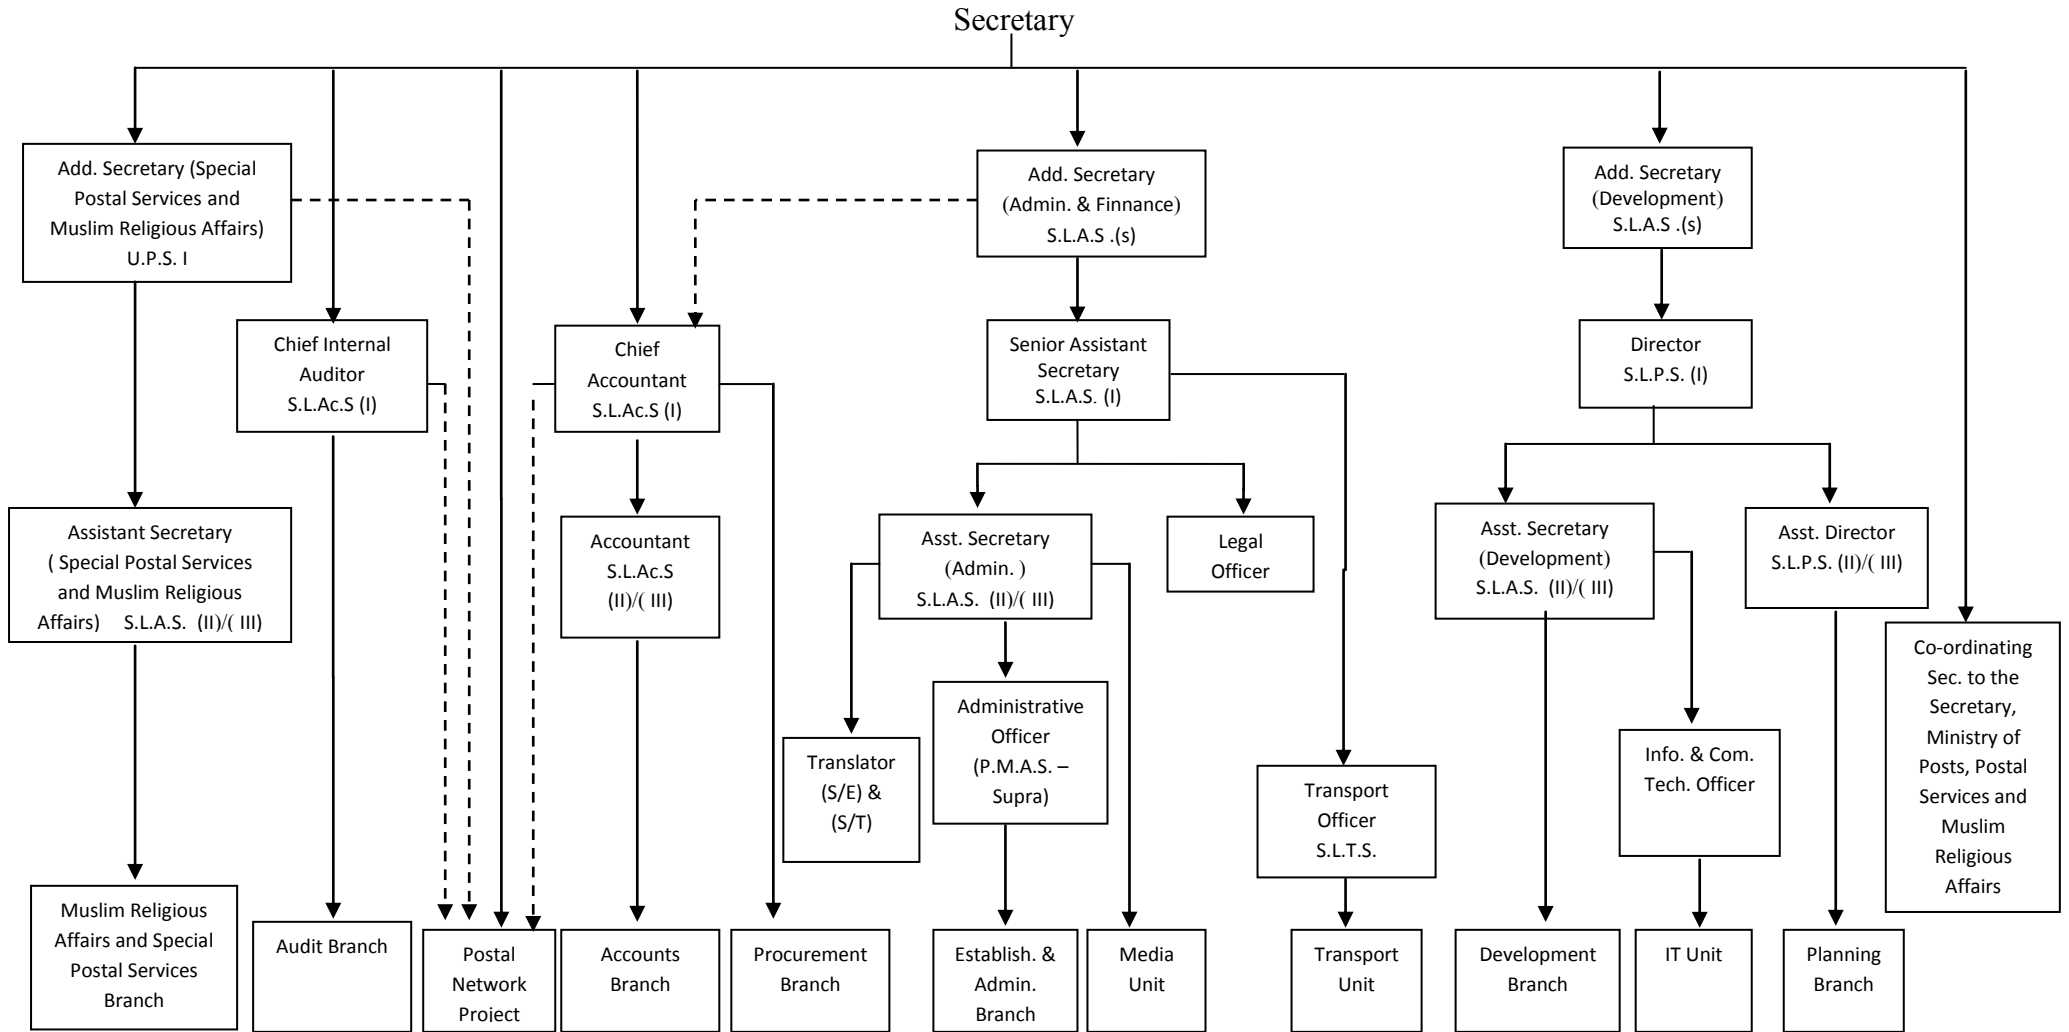 Secretary
Add. Secretary (Special
Postal Services and
Muslim Religious Affairs)
U.P.S. I
Add. Secretary
(Admin. & Finnance)
S.L.A.S .(s)
Add. Secretary
(Development)
S.L.A.S .(s)
Chief Internal
Auditor
S.L.Ac.S (I)
Chief
Accountant
S.L.Ac.S (I)
Senior Assistant
Secretary
S.L.A.S. (I)
Director
S.L.P.S. (I)
Assistant Secretary
( Special Postal Services
and Muslim Religious
Affairs) S.L.A.S. (II)/( III)
Accountant
S.L.Ac.S
(II)/( III)
Asst. Secretary
(Admin. )
S.L.A.S. (II)/( III)
Legal
Officer
Asst. Secretary
(Development)
S.L.A.S. (II)/( III)
Asst. Director
S.L.P.S. (II)/( III)
Co-ordinating
Sec. to the
Secretary,
Ministry of
Posts, Postal
Services and
Muslim
Religious
Affairs
Translator
(S/E) &
(S/T)
Administrative
Officer
(P.M.A.S. –
Supra)
Transport
Officer
S.L.T.S.
Info. & Com.
Tech. Officer
Muslim Religious
Affairs and Special
Postal Services
Branch
Audit Branch
Postal
Network
Project
Accounts
Branch
Procurement
Branch
Establish. &
Admin.
Branch
Media
Unit
Transport
Unit
Development
Branch
IT Unit
Planning
Branch